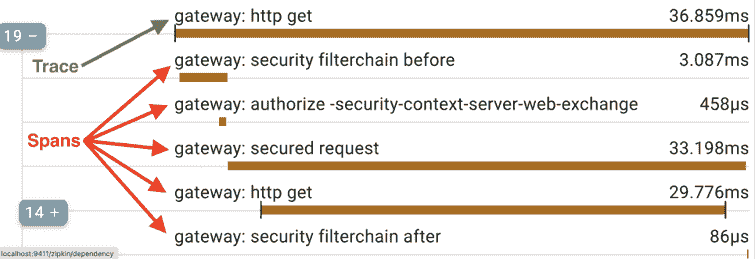 gateway: http get 36.859ms
19 –
Trace
gateway: security filterchain before 3.087ms
gateway: authorize -security-context-server-web-exchange 458μs
Spans
gateway: secured request 33.198ms
gateway: http get 29.776ms
14 +
gateway: security filterchain after 86μs
localhost:9411/zipkin/dependency